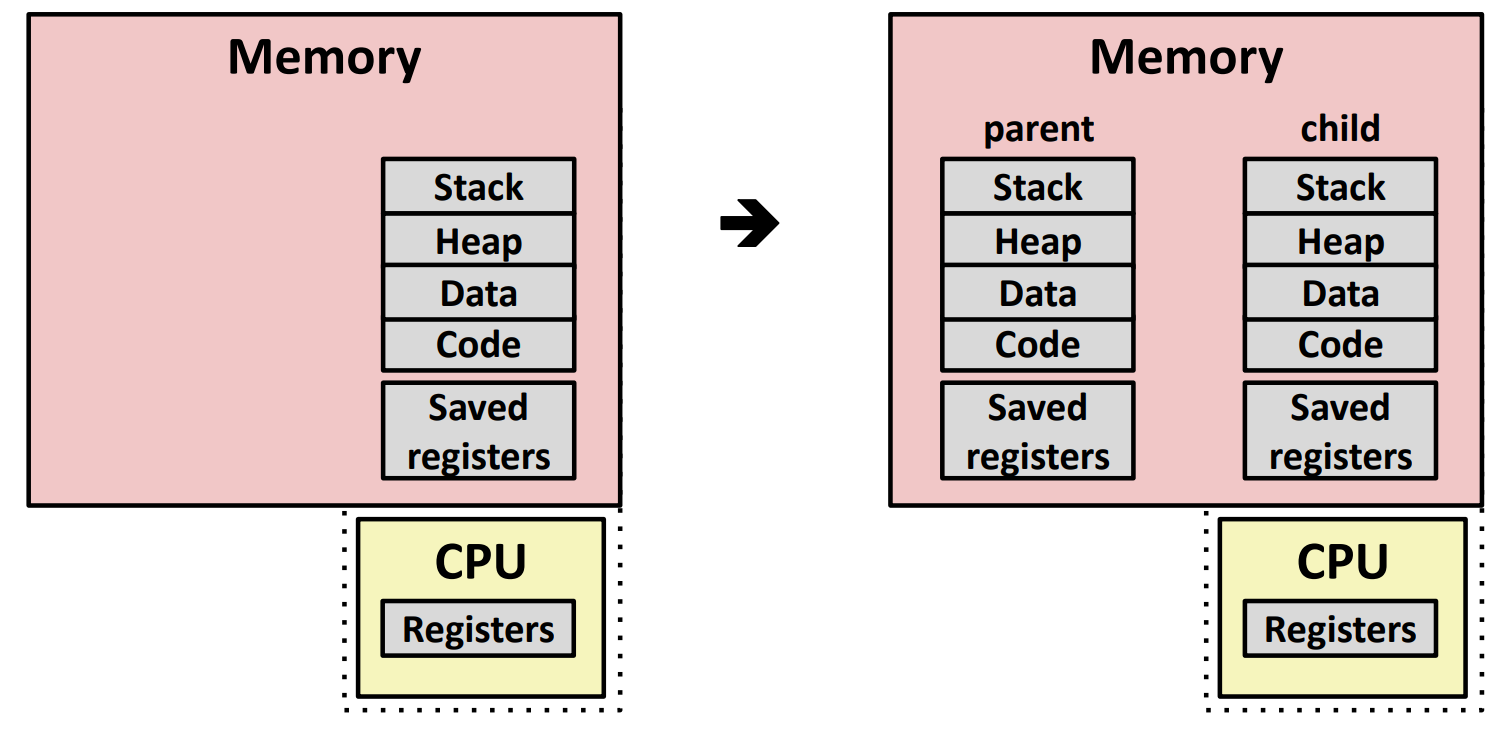 Memory
Stack
Heap
Data
Code
Saved
registers
CPU
Registers
Memory
parent
child
Stack
Heap
Data
Code
Saved
registers
Stack
Heap
Data
Code
Saved
registers
CPU
Registers